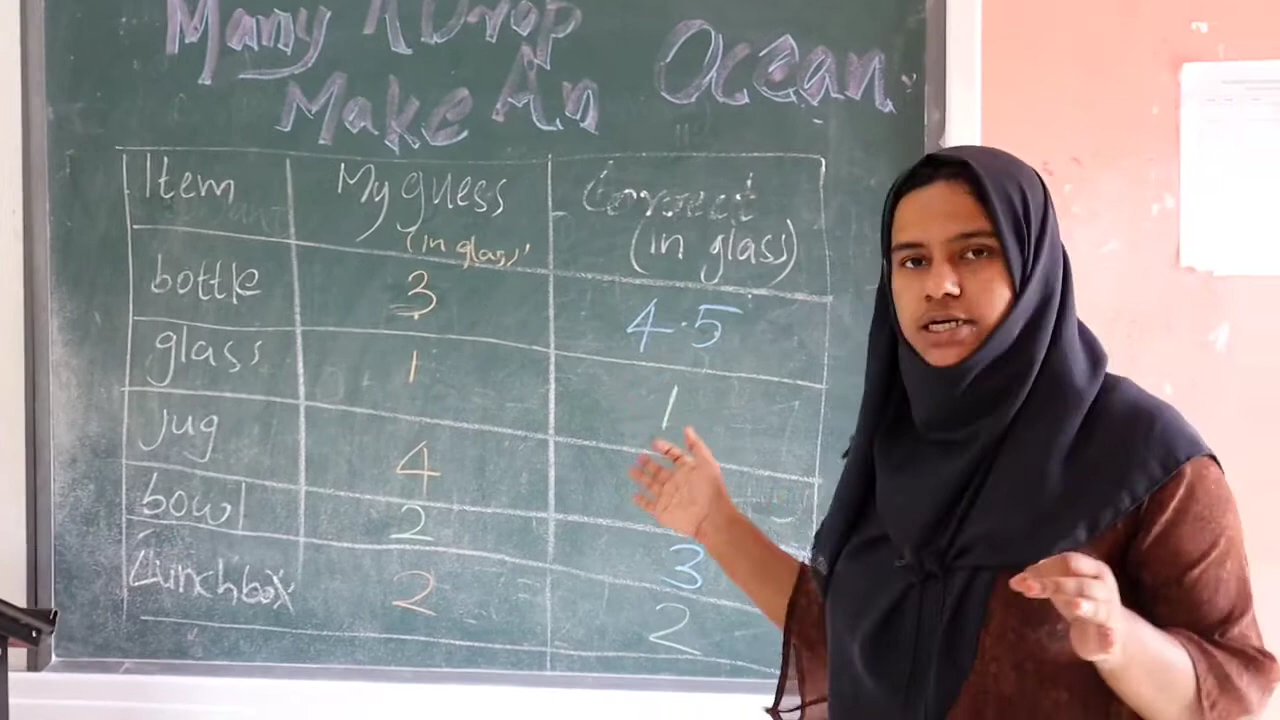 Many A Drop
Make An Ocean
Item My guess Correct
(in glass) (in glass)
bottle 3 4.5
glass 1 1
jug 4
bowl 2 3
Lunchbox 2 2